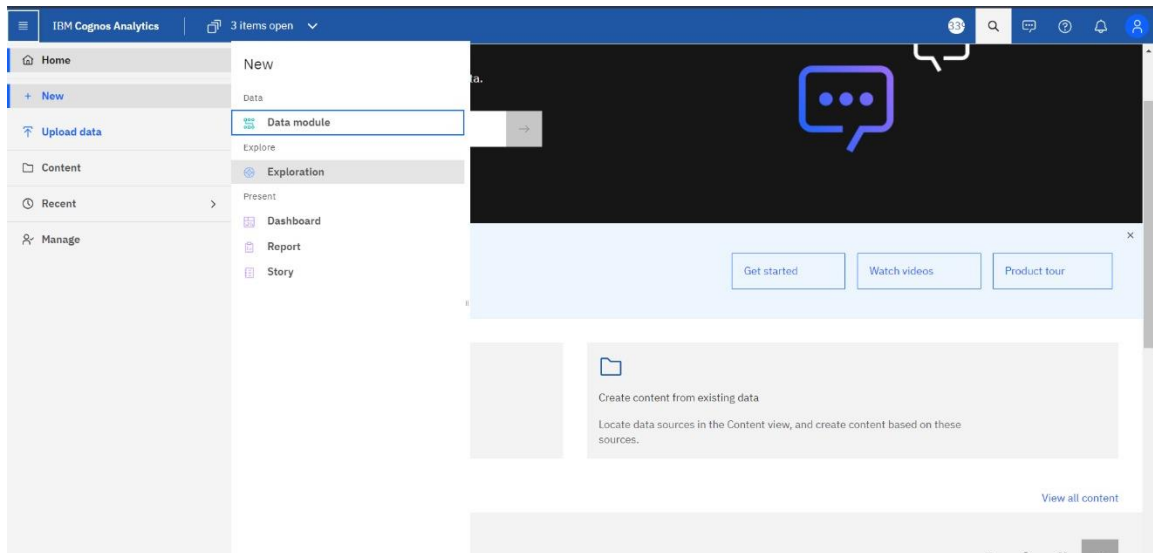 IBM Cognos Analytics
3 items open
Home
New
Upload data
Content
Recent
Manage
New
Data
Data module
Explore
Exploration
Present
Dashboard
Report
Story
ta.
Get started
Watch videos
Product tour
Create content from existing data
Locate data sources in the Content view, and create content based on these
sources.
View all content